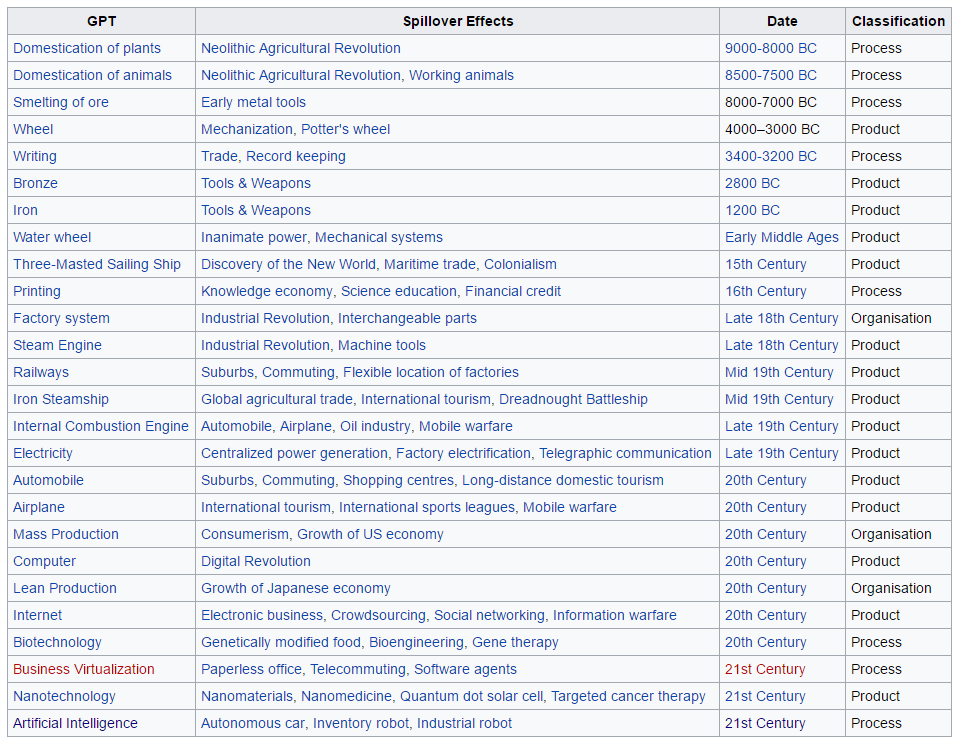 GPT Spillover Effects Date Classification
Domestication of plants Neolithic Agricultural Revolution 9000-8000 BC Process
Domestication of animals Neolithic Agricultural Revolution, Working animals 8500-7500 BC Process
Smelting of ore Early metal tools 8000-7000 BC Process
Wheel Mechanization, Potter's wheel 4000–3000 BC Product
Writing Trade, Record keeping 3400-3200 BC Process
Bronze Tools & Weapons 2800 BC Product
Iron Tools & Weapons 1200 BC Product
Water wheel Inanimate power, Mechanical systems Early Middle Ages Product
Three-Masted Sailing Ship Discovery of the New World, Maritime trade, Colonialism 15th Century Product
Printing Knowledge economy, Science education, Financial credit 16th Century Process
Factory system Industrial Revolution, Interchangeable parts Late 18th Century Organisation
Steam Engine Industrial Revolution, Machine tools Late 18th Century Product
Railways Suburbs, Commuting, Flexible location of factories Mid 19th Century Product
Iron Steamship Global agricultural trade, International tourism, Dreadnought Battleship Mid 19th Century Product
Internal Combustion Engine Automobile, Airplane, Oil industry, Mobile warfare Late 19th Century Product
Electricity Centralized power generation, Factory electrification, Telegraphic communication Late 19th Century Product
Automobile Suburbs, Commuting, Shopping centres, Long-distance domestic tourism 20th Century Product
Airplane International tourism, International sports leagues, Mobile warfare 20th Century Product
Mass Production Consumerism, Growth of US economy 20th Century Organisation
Computer Digital Revolution 20th Century Product
Lean Production Growth of Japanese economy 20th Century Organisation
Internet Electronic business, Crowdsourcing, Social networking, Information warfare 20th Century Product
Biotechnology Genetically modified food, Bioengineering, Gene therapy 20th Century Process
Business Virtualization Paperless office, Telecommuting, Software agents 21st Century Process
Nanotechnology Nanomaterials, Nanomedicine, Quantum dot solar cell, Targeted cancer therapy 21st Century Product
Artificial Intelligence Autonomous car, Inventory robot, Industrial robot 21st Century Process